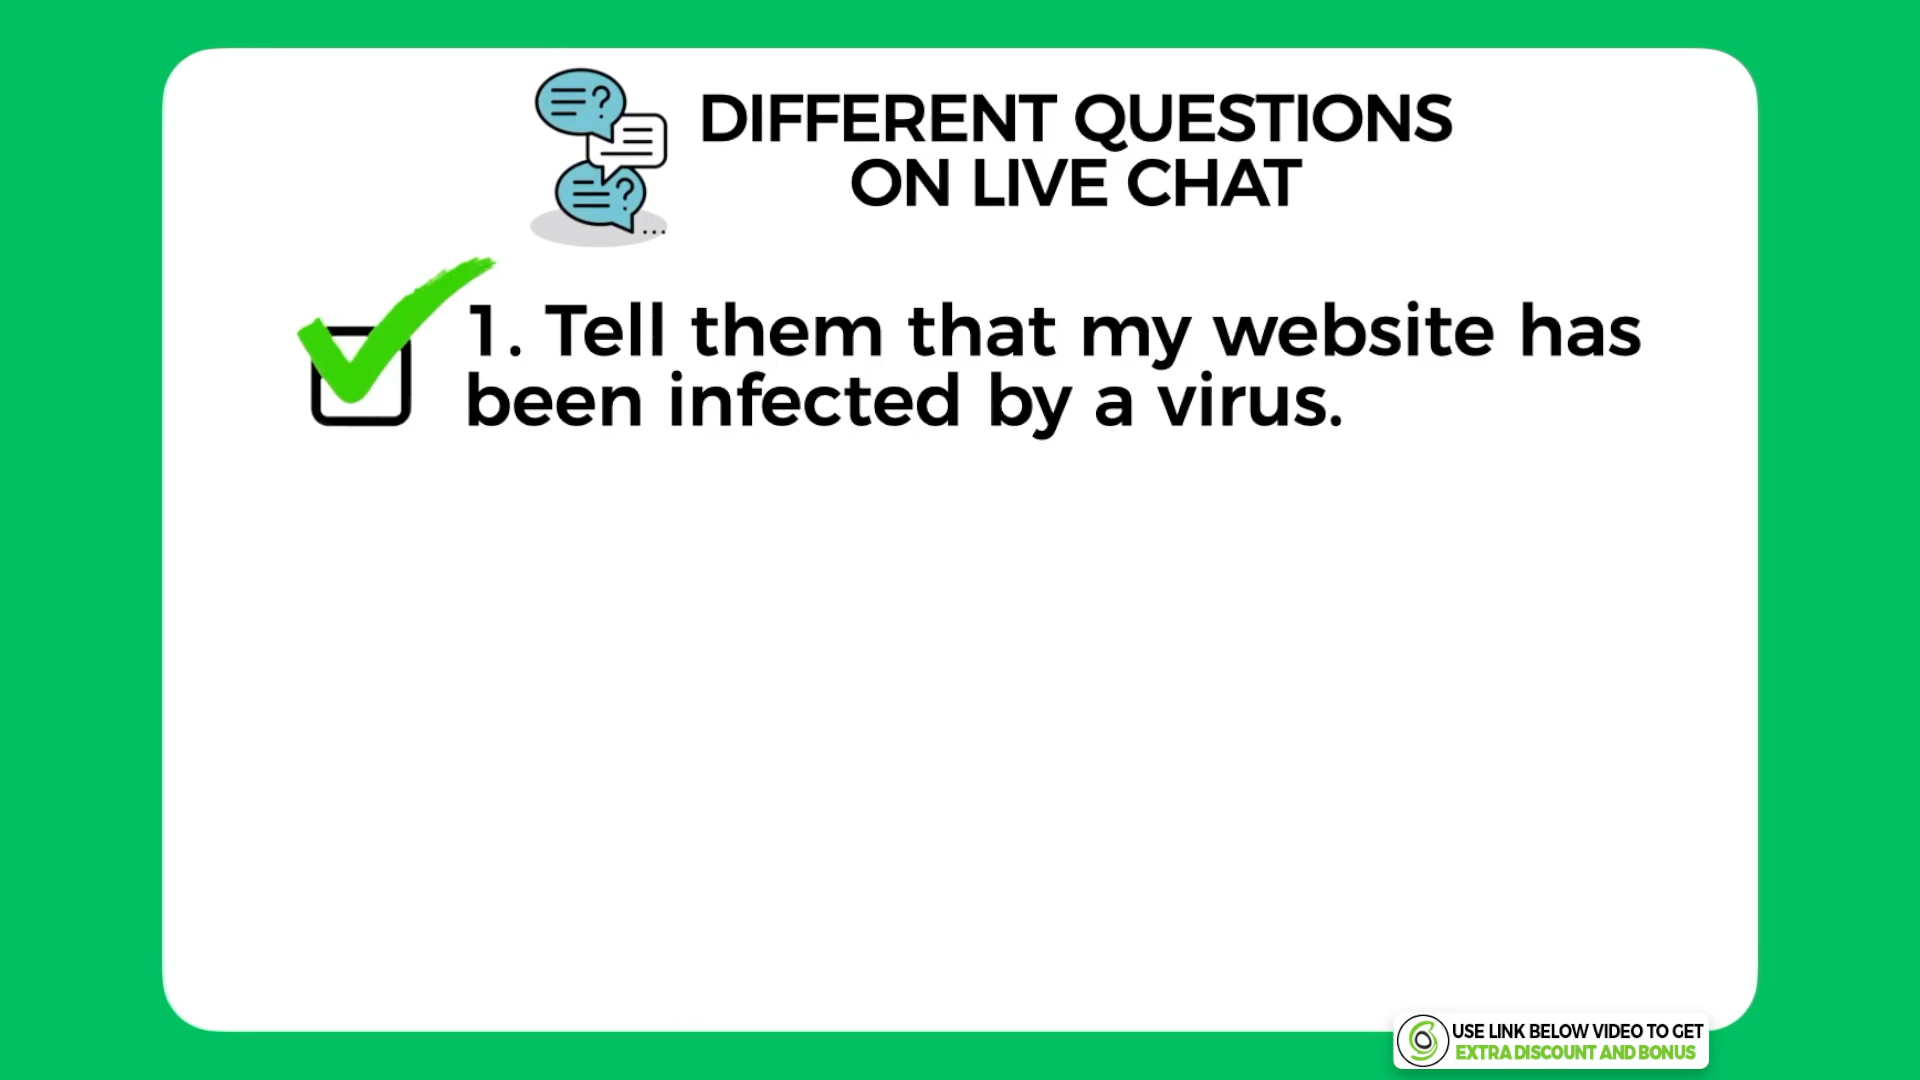 DIFFERENT QUESTIONS
ON LIVE CHAT
1. Tell them that my website has
been infected by a virus.
USE LINK BELOW VIDEO TO GET
EXTRA DISCOUNT AND BONUS